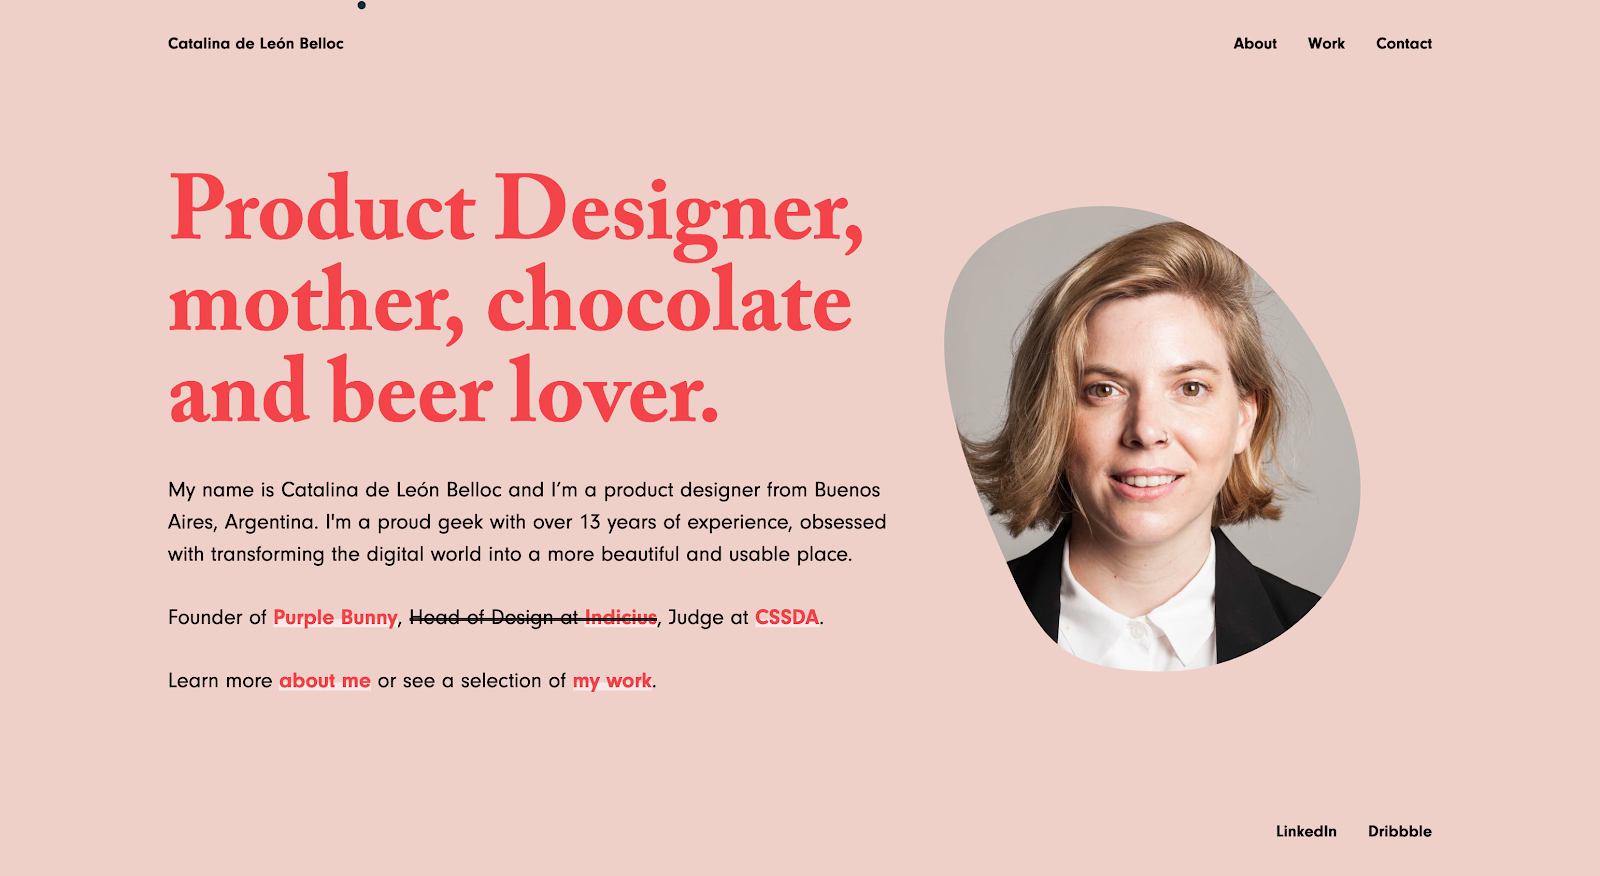 Catalina de León Belloc
About Work Contact
Product Designer,
mother, chocolate
and beer lover.
My name is Catalina de León Belloc and I’m a product designer from Buenos
Aires, Argentina. I'm a proud geek with over 13 years of experience, obsessed
with transforming the digital world into a more beautiful and usable place.
Founder of Purple Bunny, Head of Design at Indicius, Judge at CSSDA.
Learn more about me or see a selection of my work.
LinkedIn Dribbble